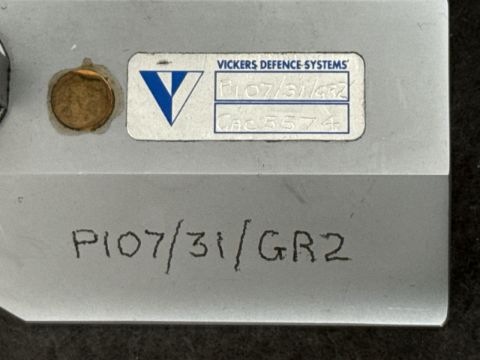 VICKERS DEFENCE SYSTEMS
P107/31/GR2
CAC5574
P107/31/GR2